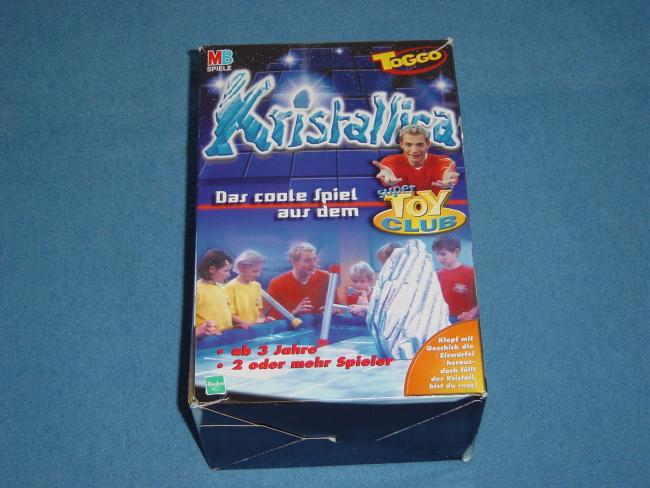 MB
SPIELE
TOGGO
Kristallica
Das coole Spiel
aus dem
super
TOY
CLUB
• ab 3 Jahre
• 2 oder mehr Spieler
Klopf mit
Geschick die
Eiswürfel
heraus-
doch fällt
der Kristall,
bist du raus!
Hasbro